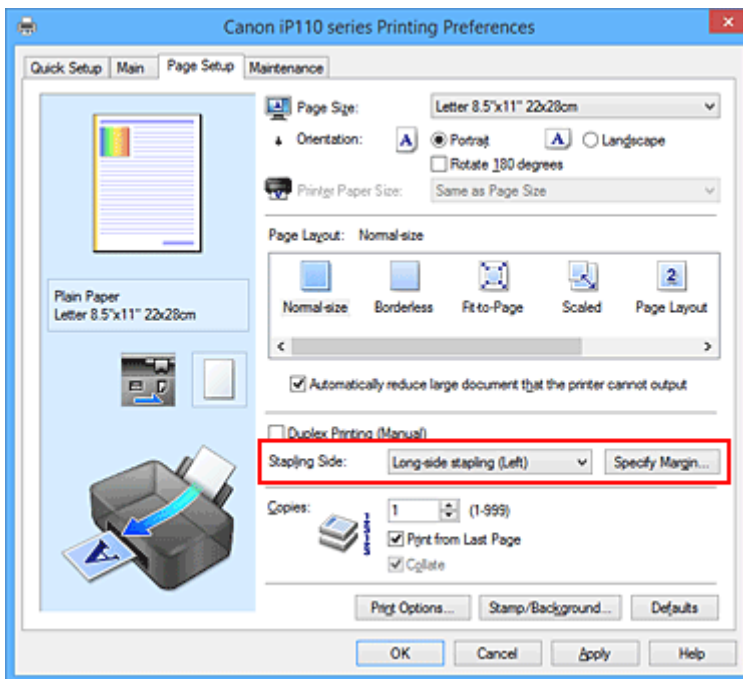 Canon iP110 series Printing Preferences
Quick Setup Main Page Setup Maintenance
Page Size: Letter 8.5"x11" 22x28cm
Orientation: A Portrait A Landscape
Rotate 180 degrees
Printer Paper Size: Same as Page Size
Page Layout: Normal-size
2
Normal-size Borderless Fit-to-Page Scaled Page Layout
Plain Paper
Letter 8.5"x11" 22x28cm
Automatically reduce large document that the printer cannot output
Duplex Printing (Manual)
Stapling Side: Long-side stapling (Left) Specify Margin...
Copies: 1 (1-999)
Print from Last Page
Collate
A
Print Options... Stamp/Background... Defaults
OK Cancel Apply Help